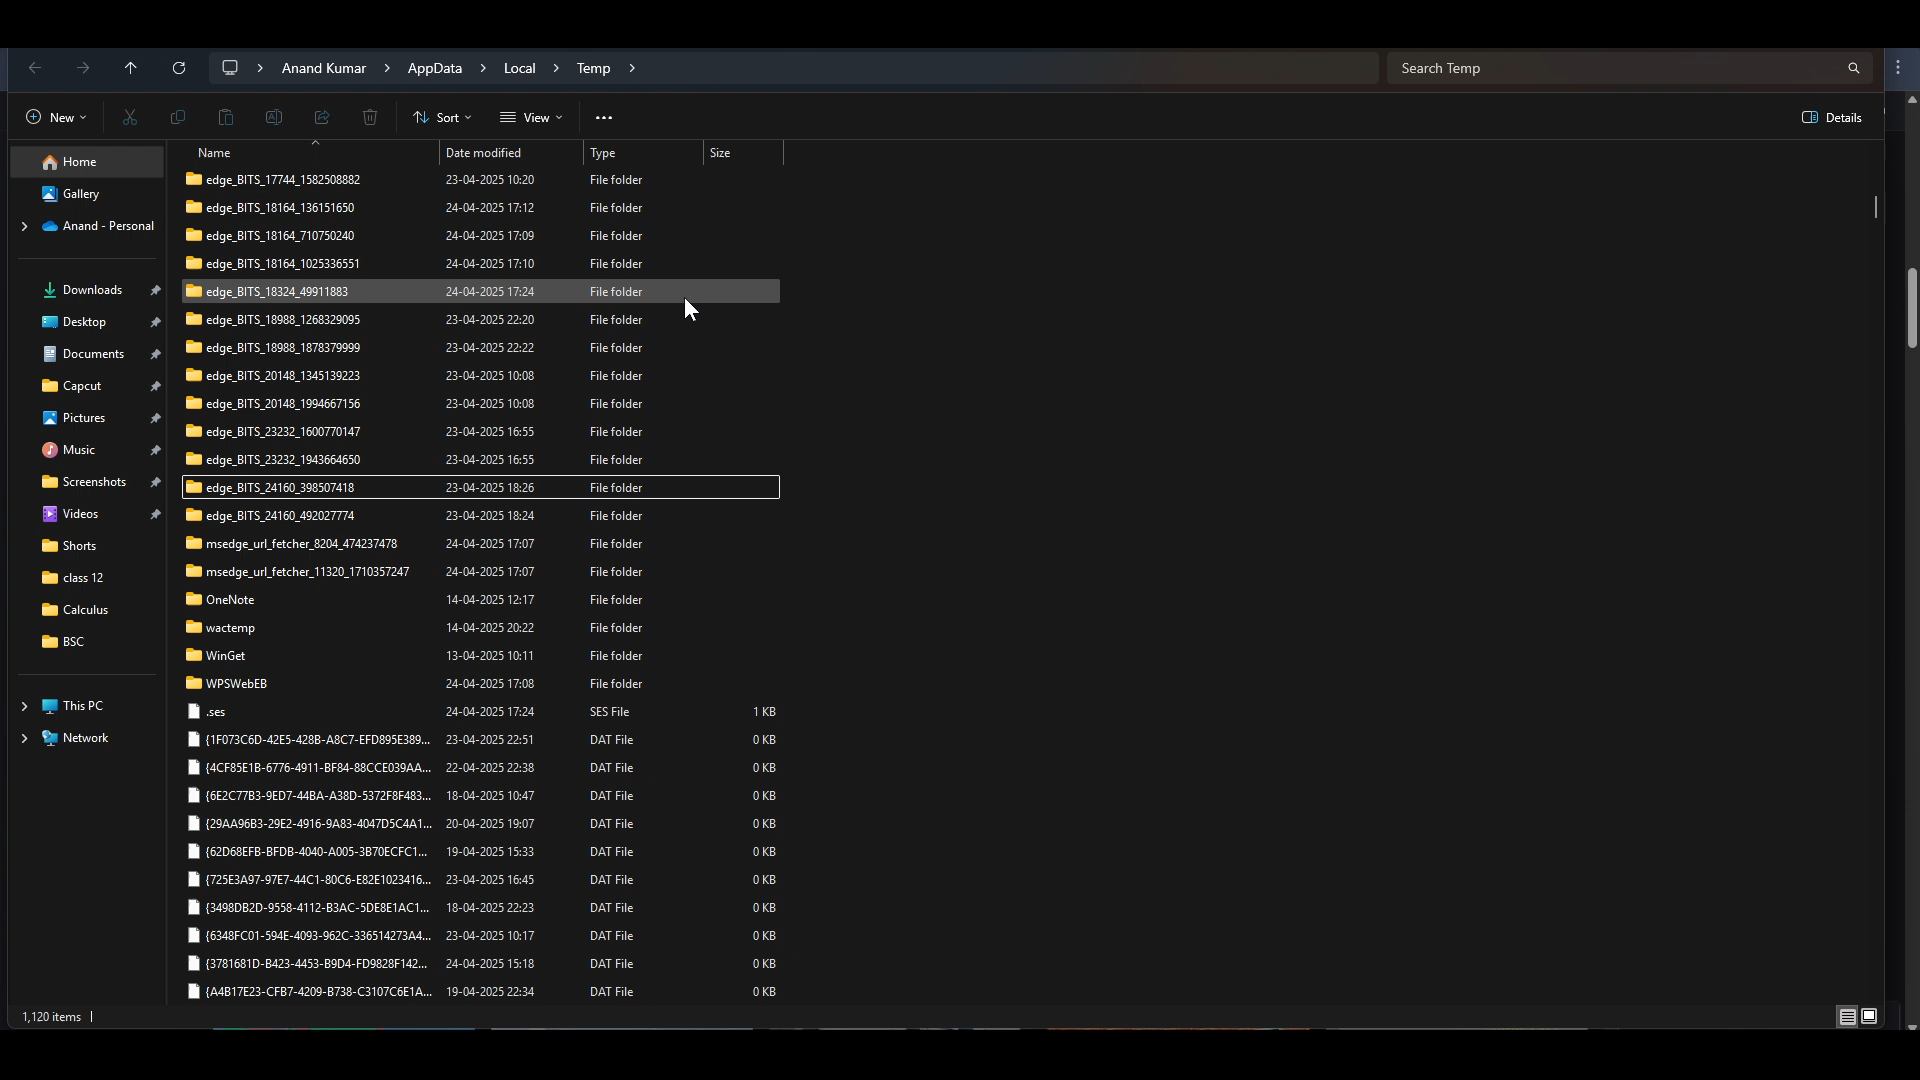 Anand Kumar > AppData > Local > Temp >
Search Temp
New
Sort
View
Details
Home
Gallery
Anand - Personal
Downloads
Desktop
Documents
Capcut
Pictures
Music
Screenshots
Videos
Shorts
class 12
Calculus
BSC
This PC
Network
Name Date modified Type Size
edge_BITS_17744_1582508882 23-04-2025 10:20 File folder
edge_BITS_18164_136151650 24-04-2025 17:12 File folder
edge_BITS_18164_710750240 24-04-2025 17:09 File folder
edge_BITS_18164_1025336551 24-04-2025 17:10 File folder
edge_BITS_18324_49911883 24-04-2025 17:24 File folder
edge_BITS_18988_1268329095 23-04-2025 22:20 File folder
edge_BITS_18988_1878379999 23-04-2025 22:22 File folder
edge_BITS_20148_1345139223 23-04-2025 10:08 File folder
edge_BITS_20148_1994667156 23-04-2025 10:08 File folder
edge_BITS_23232_1600770147 23-04-2025 16:55 File folder
edge_BITS_23232_1943664650 23-04-2025 16:55 File folder
edge_BITS_24160_398507418 23-04-2025 18:26 File folder
edge_BITS_24160_492027774 23-04-2025 18:24 File folder
msedge_url_fetcher_8204_474237478 24-04-2025 17:07 File folder
msedge_url_fetcher_11320_1710357247 24-04-2025 17:07 File folder
OneNote 14-04-2025 12:17 File folder
wactemp 14-04-2025 20:22 File folder
WinGet 13-04-2025 10:11 File folder
WPSWebEB 24-04-2025 17:08 File folder
.ses 24-04-2025 17:24 SES File 1 KB
{1F073C6D-42E5-428B-A8C7-EFD895E389... 23-04-2025 22:51 DAT File 0 KB
{4CF85E1B-6776-4911-BF84-88CCE039AA... 22-04-2025 22:38 DAT File 0 KB
{6E2C77B3-9ED7-44BA-A38D-5372F8F483... 18-04-2025 10:47 DAT File 0 KB
{29AA96B3-29E2-4916-9A83-4047D5C4A1... 20-04-2025 19:07 DAT File 0 KB
{62D68EFB-BFDB-4040-A005-3B70ECFC1... 19-04-2025 15:33 DAT File 0 KB
{725E3A97-97E7-44C1-80C6-E82E1023416... 23-04-2025 16:45 DAT File 0 KB
{3498DB2D-9558-4112-B3AC-5DE8E1AC1... 18-04-2025 22:23 DAT File 0 KB
{6348FC01-594E-4093-962C-336514273A4... 23-04-2025 10:17 DAT File 0 KB
{3781681D-B423-4453-B9D4-FD9828F142... 24-04-2025 15:18 DAT File 0 KB
{A4B17E23-CFB7-4209-B738-C3107C6E1A... 19-04-2025 22:34 DAT File 0 KB
1,120 items